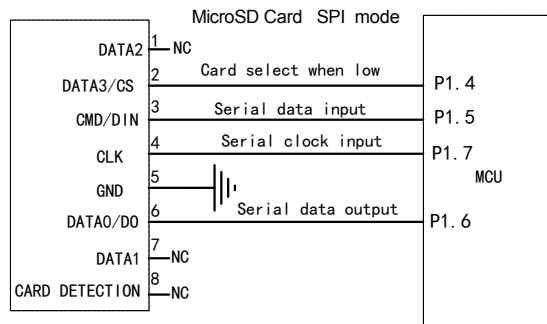 MicroSD Card SPI mode
DATA2 1 NC
DATA3/CS 2 Card select when low P1.4
CMD/DIN 3 Serial data input P1.5
CLK 4 Serial clock input P1.7
MCU
GND 5
DATA0/DO 6 Serial data output P1.6
DATA1 7 NC
CARD DETECTION 8 NC